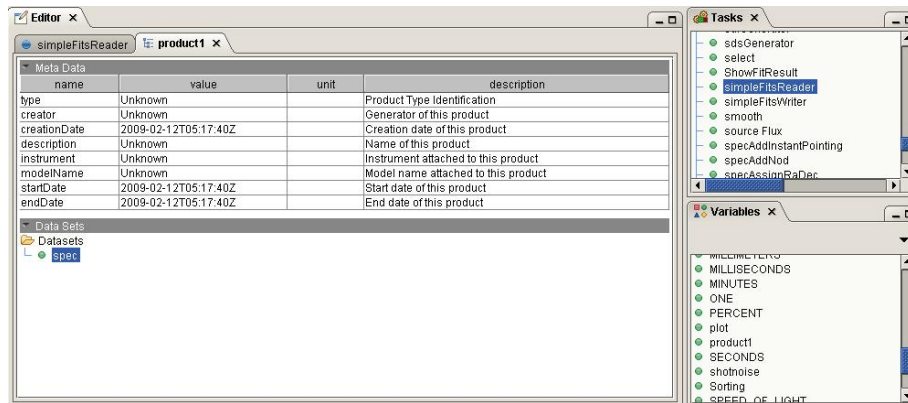 Editor
simpleFitsReader
product1
Meta Data
name value unit description
type Unknown Product Type Identification
creator Unknown Generator of this product
creationDate 2009-02-12T05:17:40Z Creation date of this product
description Unknown Name of this product
instrument Unknown Instrument attached to this product
modelName Unknown Model name attached to this product
startDate 2009-02-12T05:17:40Z Start date of this product
endDate 2009-02-12T05:17:40Z End date of this product
Data Sets
Datasets
spec
Tasks
sdsGenerator
select
ShowFitResult
simpleFitsReader
simpleFitsWriter
smooth
source Flux
specAddInstantPointing
specAddNod
specAssignRaDec
Variables
MILLIMETERS
MILLISECONDS
MINUTES
ONE
PERCENT
plot
product1
SECONDS
shotnoise
Sorting
SPEED_OF_LIGHT